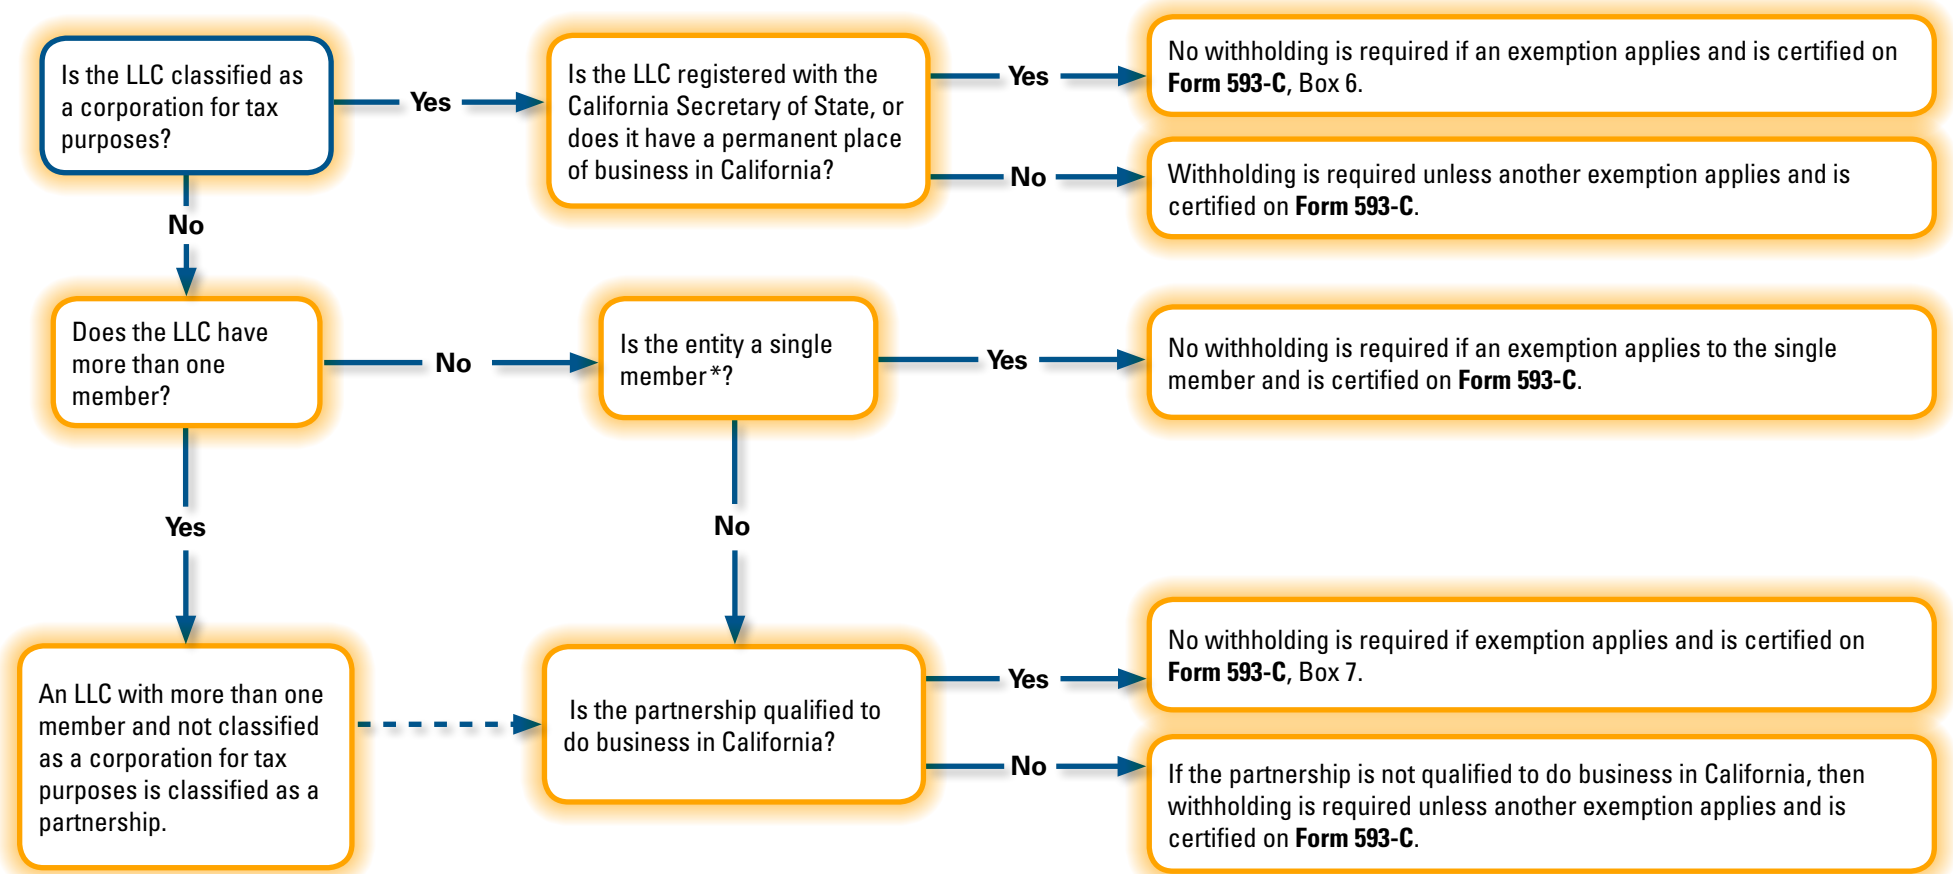 Is the LLC classified as
a corporation for tax
purposes?
Yes
Is the LLC registered with the
California Secretary of State, or
does it have a permanent place
of business in California?
Yes
No withholding is required if an exemption applies and is certified on
Form 593-C, Box 6.
No
Withholding is required unless another exemption applies and is
certified on Form 593-C.
No
Does the LLC have
more than one
member?
No
Is the entity a single
member*?
Yes
No withholding is required if an exemption applies to the single
member and is certified on Form 593-C.
Yes
No
An LLC with more than one
member and not classified
as a corporation for tax
purposes is classified as a
partnership.
Is the partnership qualified to
do business in California?
Yes
No withholding is required if exemption applies and is certified on
Form 593-C, Box 7.
No
If the partnership is not qualified to do business in California, then
withholding is required unless another exemption applies and is
certified on Form 593-C.